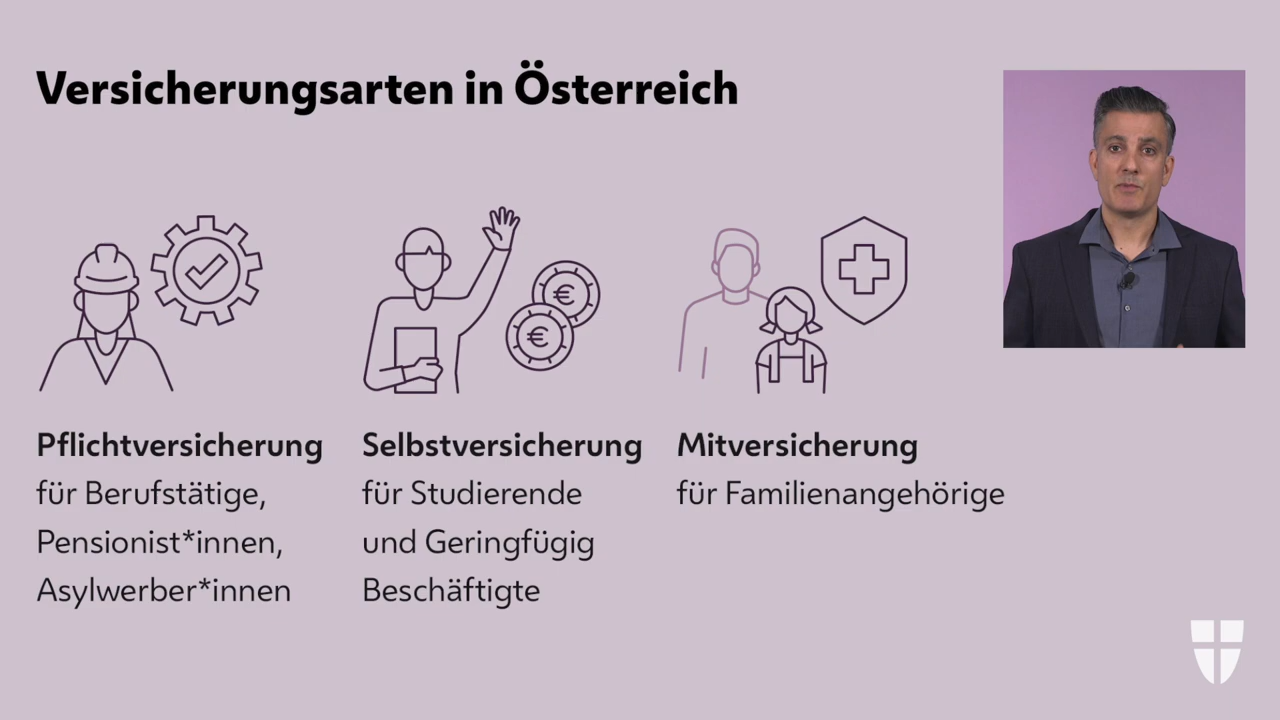 Versicherungsarten in Österreich
Pflichtversicherung
für Berufstätige,
Pensionist*innen,
Asylwerber*innen
Selbstversicherung
für Studierende
und Geringfügig
Beschäftigte
Mitversicherung
für Familienangehörige